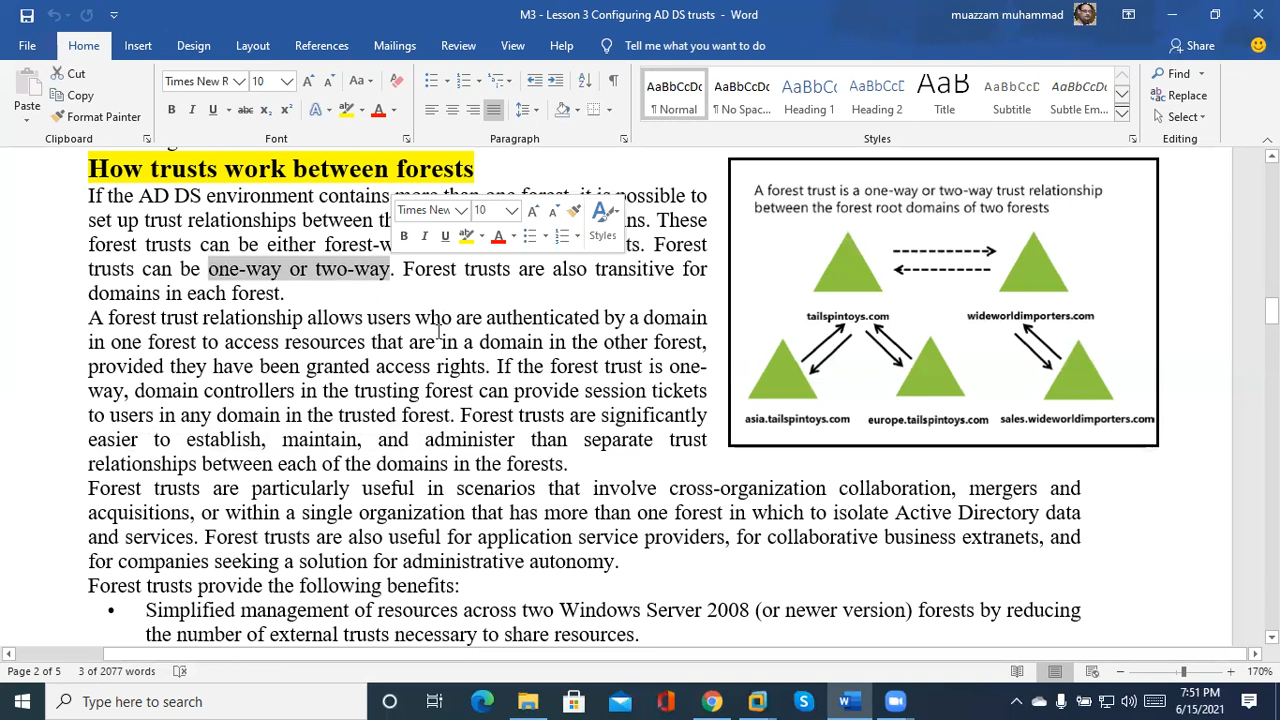 M3 - Lesson 3 Configuring AD DS trusts - Word
muazzam muhammad
File Home Insert Design Layout References Mailings Review View Help Tell me what you want to do Share
Paste
Cut
Copy
Format Painter
Clipboard
Times New R 10
Font
Paragraph
AaBbCcDc AaBbCcDc AaBbCc AaBbCcD AaB AaBbCcD AaBbCcDc
¶ Normal ¶ No Spac... Heading 1 Heading 2 Title Subtitle Subtle Em...
Styles
Find
Replace
Select
Editing
How trusts work between forests
If the AD DS environment contains more than one forest, it is possible to
set up trust relationships between th
ns. These
forest trusts can be either forest-w
ts. Forest
trusts can be one-way or two-way. Forest trusts are also transitive for
domains in each forest.
Times New 10
Styles
A forest trust relationship allows users who are authenticated by a domain
in one forest to access resources that are in a domain in the other forest,
provided they have been granted access rights. If the forest trust is one-
way, domain controllers in the trusting forest can provide session tickets
to users in any domain in the trusted forest. Forest trusts are significantly
easier to establish, maintain, and administer than separate trust
relationships between each of the domains in the forests.
A forest trust is a one-way or two-way trust relationship
between the forest root domains of two forests
tailspintoys.com wideworldimporters.com
asia.tailspintoys.com europe.tailspintoys.com sales.wideworldimporters.com
Forest trusts are particularly useful in scenarios that involve cross-organization collaboration, mergers and
acquisitions, or within a single organization that has more than one forest in which to isolate Active Directory data
and services. Forest trusts are also useful for application service providers, for collaborative business extranets, and
for companies seeking a solution for administrative autonomy.
Forest trusts provide the following benefits:
• Simplified management of resources across two Windows Server 2008 (or newer version) forests by reducing
the number of external trusts necessary to share resources.
Page 2 of 5 3 of 2077 words 170%
Type here to search
7:51 PM
6/15/2021